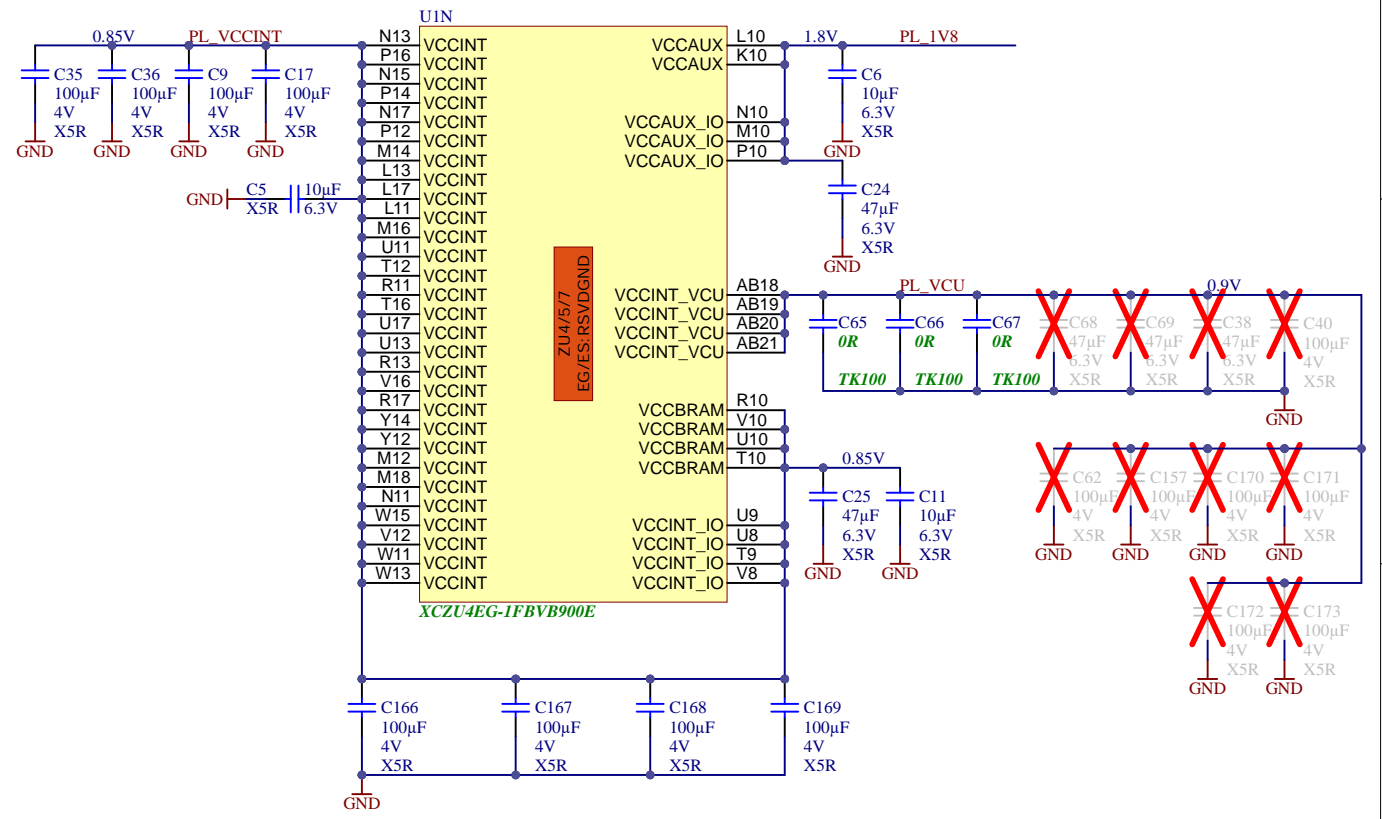 U1N
0.85V
PL_VCCINT
C35
100µF
4V
X5R
GND
C36
100µF
4V
X5R
GND
C9
100µF
4V
X5R
GND
C17
100µF
4V
X5R
GND
GND
C5
X5R
10µF
6.3V
N13 VCCINT
P16 VCCINT
N15 VCCINT
P14 VCCINT
N17 VCCINT
P12 VCCINT
M14 VCCINT
L13 VCCINT
L17 VCCINT
L11 VCCINT
M16 VCCINT
U11 VCCINT
T12 VCCINT
R11 VCCINT
T16 VCCINT
U17 VCCINT
U13 VCCINT
R13 VCCINT
V16 VCCINT
R17 VCCINT
Y14 VCCINT
Y12 VCCINT
M12 VCCINT
M18 VCCINT
N11 VCCINT
W15 VCCINT
V12 VCCINT
W11 VCCINT
W13 VCCINT
ZU4/5/7
EG/ES:RSVDGND
VCCAUX L10
VCCAUX K10
VCCAUX_IO N10
VCCAUX_IO M10
VCCAUX_IO P10
VCCINT_VCU AB18
VCCINT_VCU AB19
VCCINT_VCU AB20
VCCINT_VCU AB21
VCCBRAM R10
VCCBRAM V10
VCCBRAM U10
VCCBRAM T10
VCCINT_IO U9
VCCINT_IO U8
VCCINT_IO T9
VCCINT_IO V8
XCZU4EG-1FBVB900E
1.8V
PL_1V8
C6
10µF
6.3V
X5R
GND
C24
47µF
6.3V
X5R
GND
PL_VCU
0.9V
C65
0R
TK100
C66
0R
TK100
C67
0R
TK100
C68
47µF
6.3V
X5R
C69
47µF
6.3V
X5R
C38
47µF
6.3V
X5R
C40
100µF
4V
X5R
GND
C62
100µF
4V
X5R
GND
C157
100µF
4V
X5R
GND
C170
100µF
4V
X5R
GND
C171
100µF
4V
X5R
GND
C172
100µF
4V
X5R
GND
C173
100µF
4V
X5R
GND
0.85V
C25
47µF
6.3V
X5R
GND
C11
10µF
6.3V
X5R
GND
C166
100µF
4V
X5R
C167
100µF
4V
X5R
C168
100µF
4V
X5R
C169
100µF
4V
X5R
GND